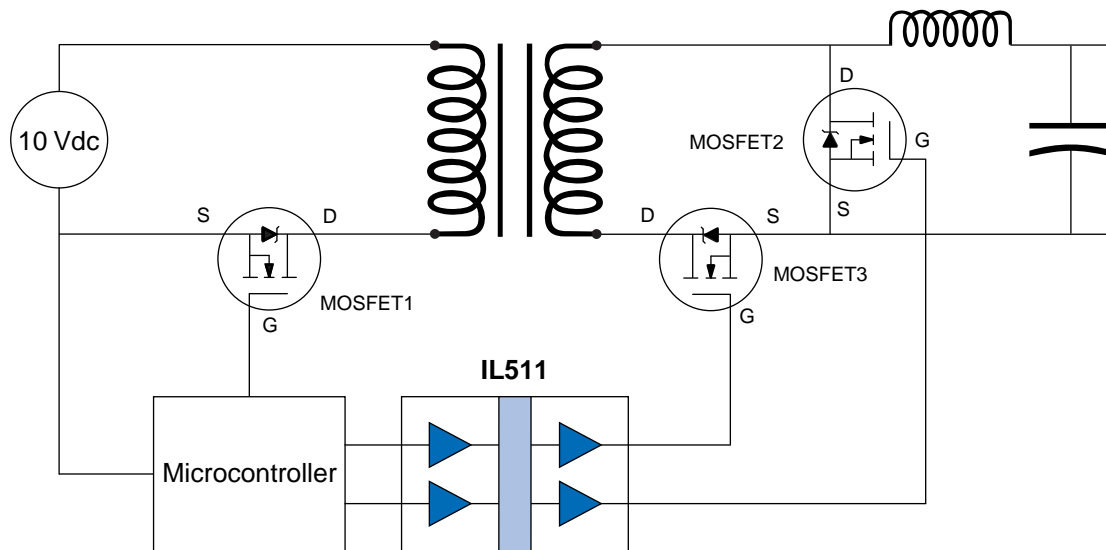 D
10 Vdc
MOSFET2
G
S
S
D
D
S
MOSFET3
MOSFET1
G
G
IL511
Microcontroller